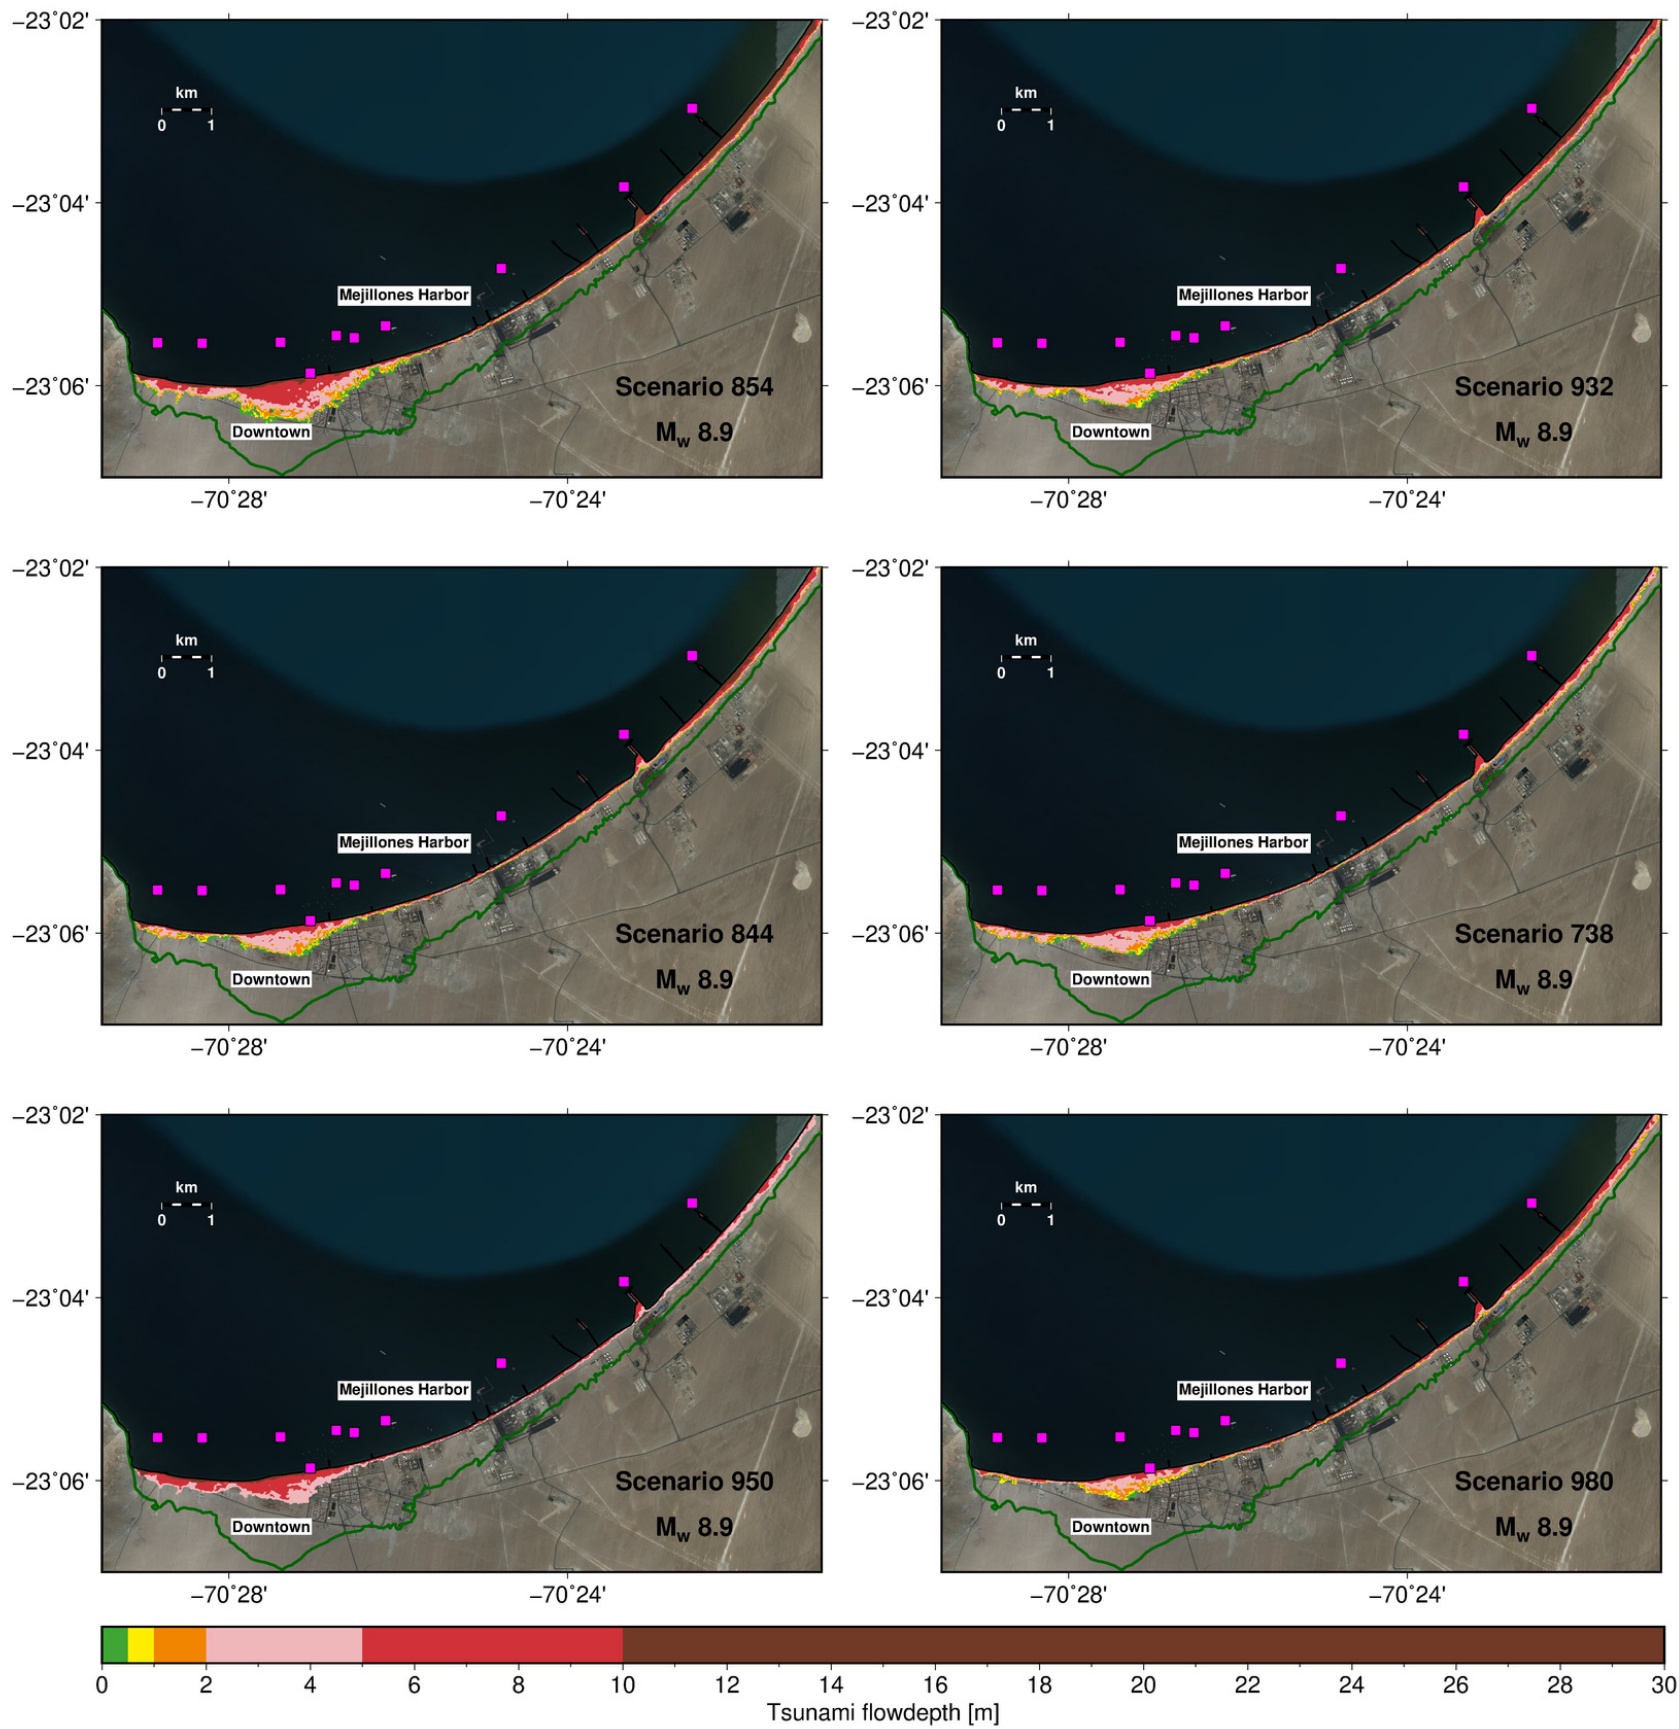 −23˚02'
−23˚04'
−23˚06'
−70˚28'
−70˚24'
km
0 1
Mejillones Harbor
Downtown
Scenario 854
Mw 8.9
−23˚02'
−23˚04'
−23˚06'
−70˚28'
−70˚24'
km
0 1
Mejillones Harbor
Downtown
Scenario 932
Mw 8.9
−23˚02'
−23˚04'
−23˚06'
−70˚28'
−70˚24'
km
0 1
Mejillones Harbor
Downtown
Scenario 844
Mw 8.9
−23˚02'
−23˚04'
−23˚06'
−70˚28'
−70˚24'
km
0 1
Mejillones Harbor
Downtown
Scenario 738
Mw 8.9
−23˚02'
−23˚04'
−23˚06'
−70˚28'
−70˚24'
km
0 1
Mejillones Harbor
Downtown
Scenario 950
Mw 8.9
−23˚02'
−23˚04'
−23˚06'
−70˚28'
−70˚24'
km
0 1
Mejillones Harbor
Downtown
Scenario 980
Mw 8.9
0 2 4 6 8 10 12 14 16 18 20 22 24 26 28 30
Tsunami flowdepth [m]